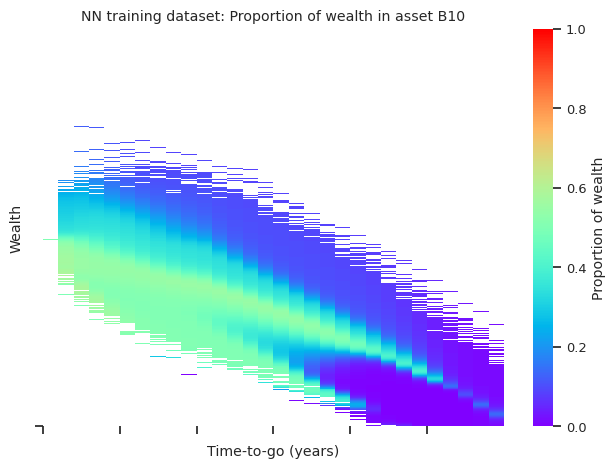 NN training dataset: Proportion of wealth in asset B10
1.0
0.8
0.6
0.4
0.2
0.0
Proportion of wealth
Wealth
Time-to-go (years)